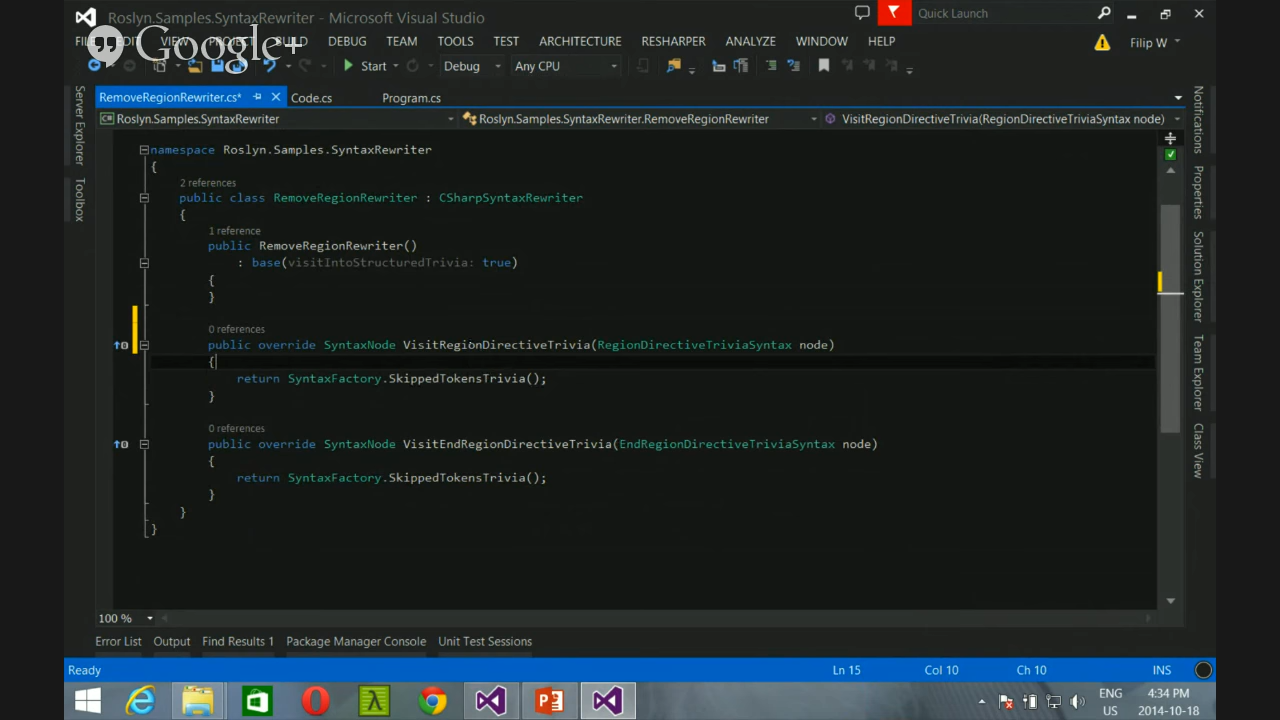 Roslyn.Samples.SyntaxRewriter - Microsoft Visual Studio
Quick Launch
Google+
FILE EDIT VIEW PROJECT BUILD DEBUG TEAM TOOLS TEST ARCHITECTURE RESHARPER ANALYZE WINDOW HELP
Filip W
Start
Debug
Any CPU
RemoveRegionRewriter.cs*
Code.cs
Program.cs
Roslyn.Samples.SyntaxRewriter
Roslyn.Samples.SyntaxRewriter.RemoveRegionRewriter
VisitRegionDirectiveTrivia(RegionDirectiveTriviaSyntax node)
Server Explorer
Toolbox
namespace Roslyn.Samples.SyntaxRewriter
{
2 references
public class RemoveRegionRewriter : CSharpSyntaxRewriter
{
1 reference
public RemoveRegionRewriter()
: base(visitIntoStructuredTrivia: true)
{
}
0 references
public override SyntaxNode VisitRegionDirectiveTrivia(RegionDirectiveTriviaSyntax node)
{
return SyntaxFactory.SkippedTokensTrivia();
}
0 references
public override SyntaxNode VisitEndRegionDirectiveTrivia(EndRegionDirectiveTriviaSyntax node)
{
return SyntaxFactory.SkippedTokensTrivia();
}
}
}
Notifications
Properties
Solution Explorer
Team Explorer
Class View
100 %
Error List
Output
Find Results 1
Package Manager Console
Unit Test Sessions
Ready
Ln 15
Col 10
Ch 10
INS
ENG
US
4:34 PM
2014-10-18